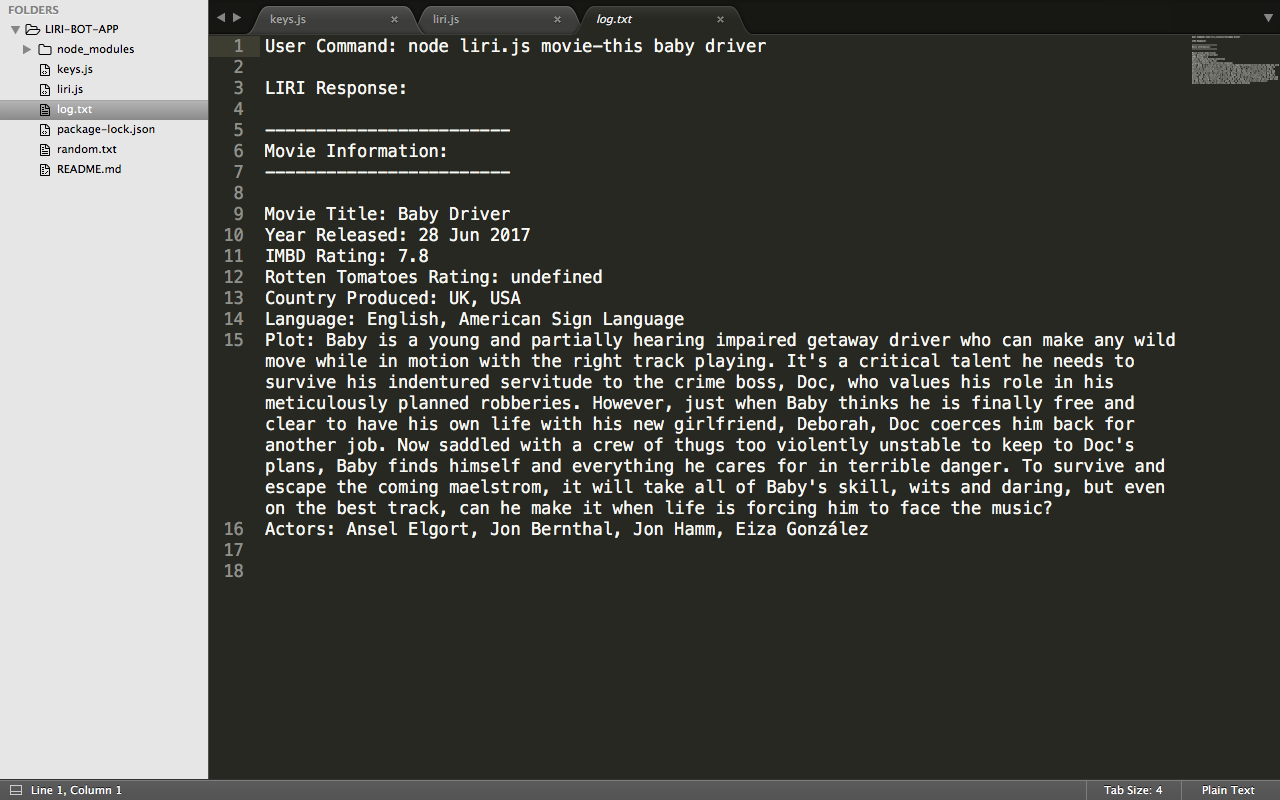 FOLDERS
LIRI-BOT-APP
node_modules
keys.js
liri.js
log.txt
package-lock.json
random.txt
README.md
keys.js
liri.js
log.txt
1 User Command: node liri.js movie-this baby driver
2
3 LIRI Response:
4
5 ------------------------
6 Movie Information:
7 ------------------------
8
9 Movie Title: Baby Driver
10 Year Released: 28 Jun 2017
11 IMBD Rating: 7.8
12 Rotten Tomatoes Rating: undefined
13 Country Produced: UK, USA
14 Language: English, American Sign Language
15 Plot: Baby is a young and partially hearing impaired getaway driver who can make any wild
move while in motion with the right track playing. It's a critical talent he needs to
survive his indentured servitude to the crime boss, Doc, who values his role in his
meticulously planned robberies. However, just when Baby thinks he is finally free and
clear to have his own life with his new girlfriend, Deborah, Doc coerces him back for
another job. Now saddled with a crew of thugs too violently unstable to keep to Doc's
plans, Baby finds himself and everything he cares for in terrible danger. To survive and
escape the coming maelstrom, it will take all of Baby's skill, wits and daring, but even
on the best track, can he make it when life is forcing him to face the music?
16 Actors: Ansel Elgort, Jon Bernthal, Jon Hamm, Eiza González
17
18
Line 1, Column 1
Tab Size: 4
Plain Text